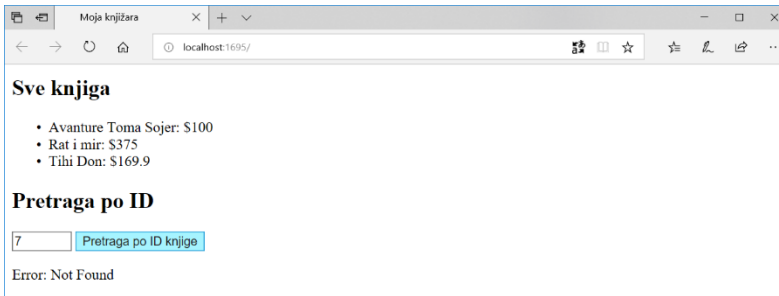 Moja knjižara
localhost:1695/
Sve knjiga
• Avanture Toma Sojer: $100
• Rat i mir: $375
• Tihi Don: $169.9
Pretraga po ID
7 Pretraga po ID knjige
Error: Not Found